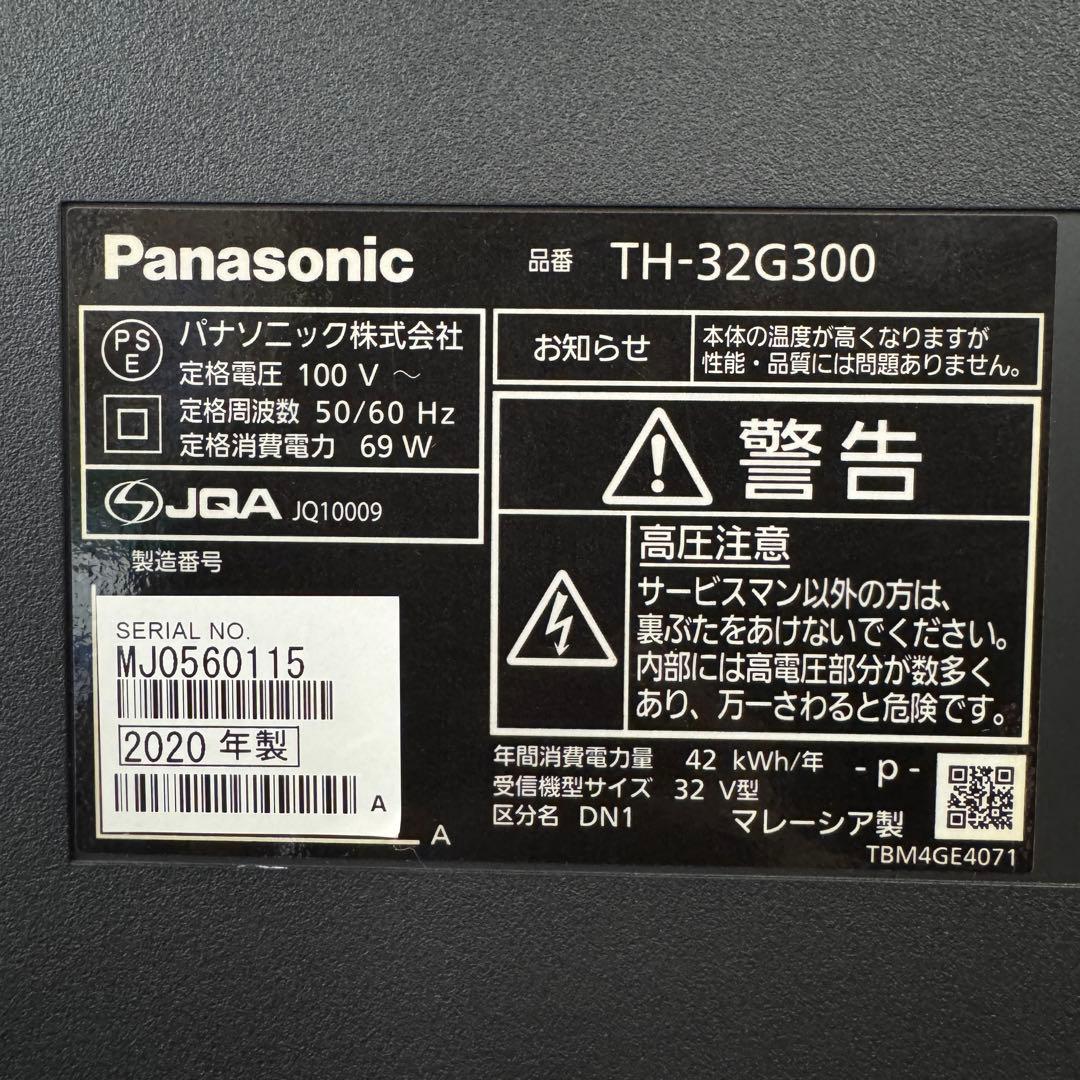 Panasonic
品番 TH-32G300
PSE
パナソニック株式会社
定格電圧 100 V ～
定格周波数 50/60 Hz
定格消費電力 69 W
JQA JQ10009
製造番号
SERIAL NO.
MJ0560115
2020 年製
A
A
お知らせ
本体の温度が高くなりますが
性能・品質には問題ありません。
警告
高圧注意
サービスマン以外の方は、
裏ぶたをあけないでください。
内部には高電圧部分が数多く
あり、万一さわると危険です。
年間消費電力量 42 kWh/年
受信機型サイズ 32 V型
区分名 DN1
- p -
マレーシア製
TBM4GE4071